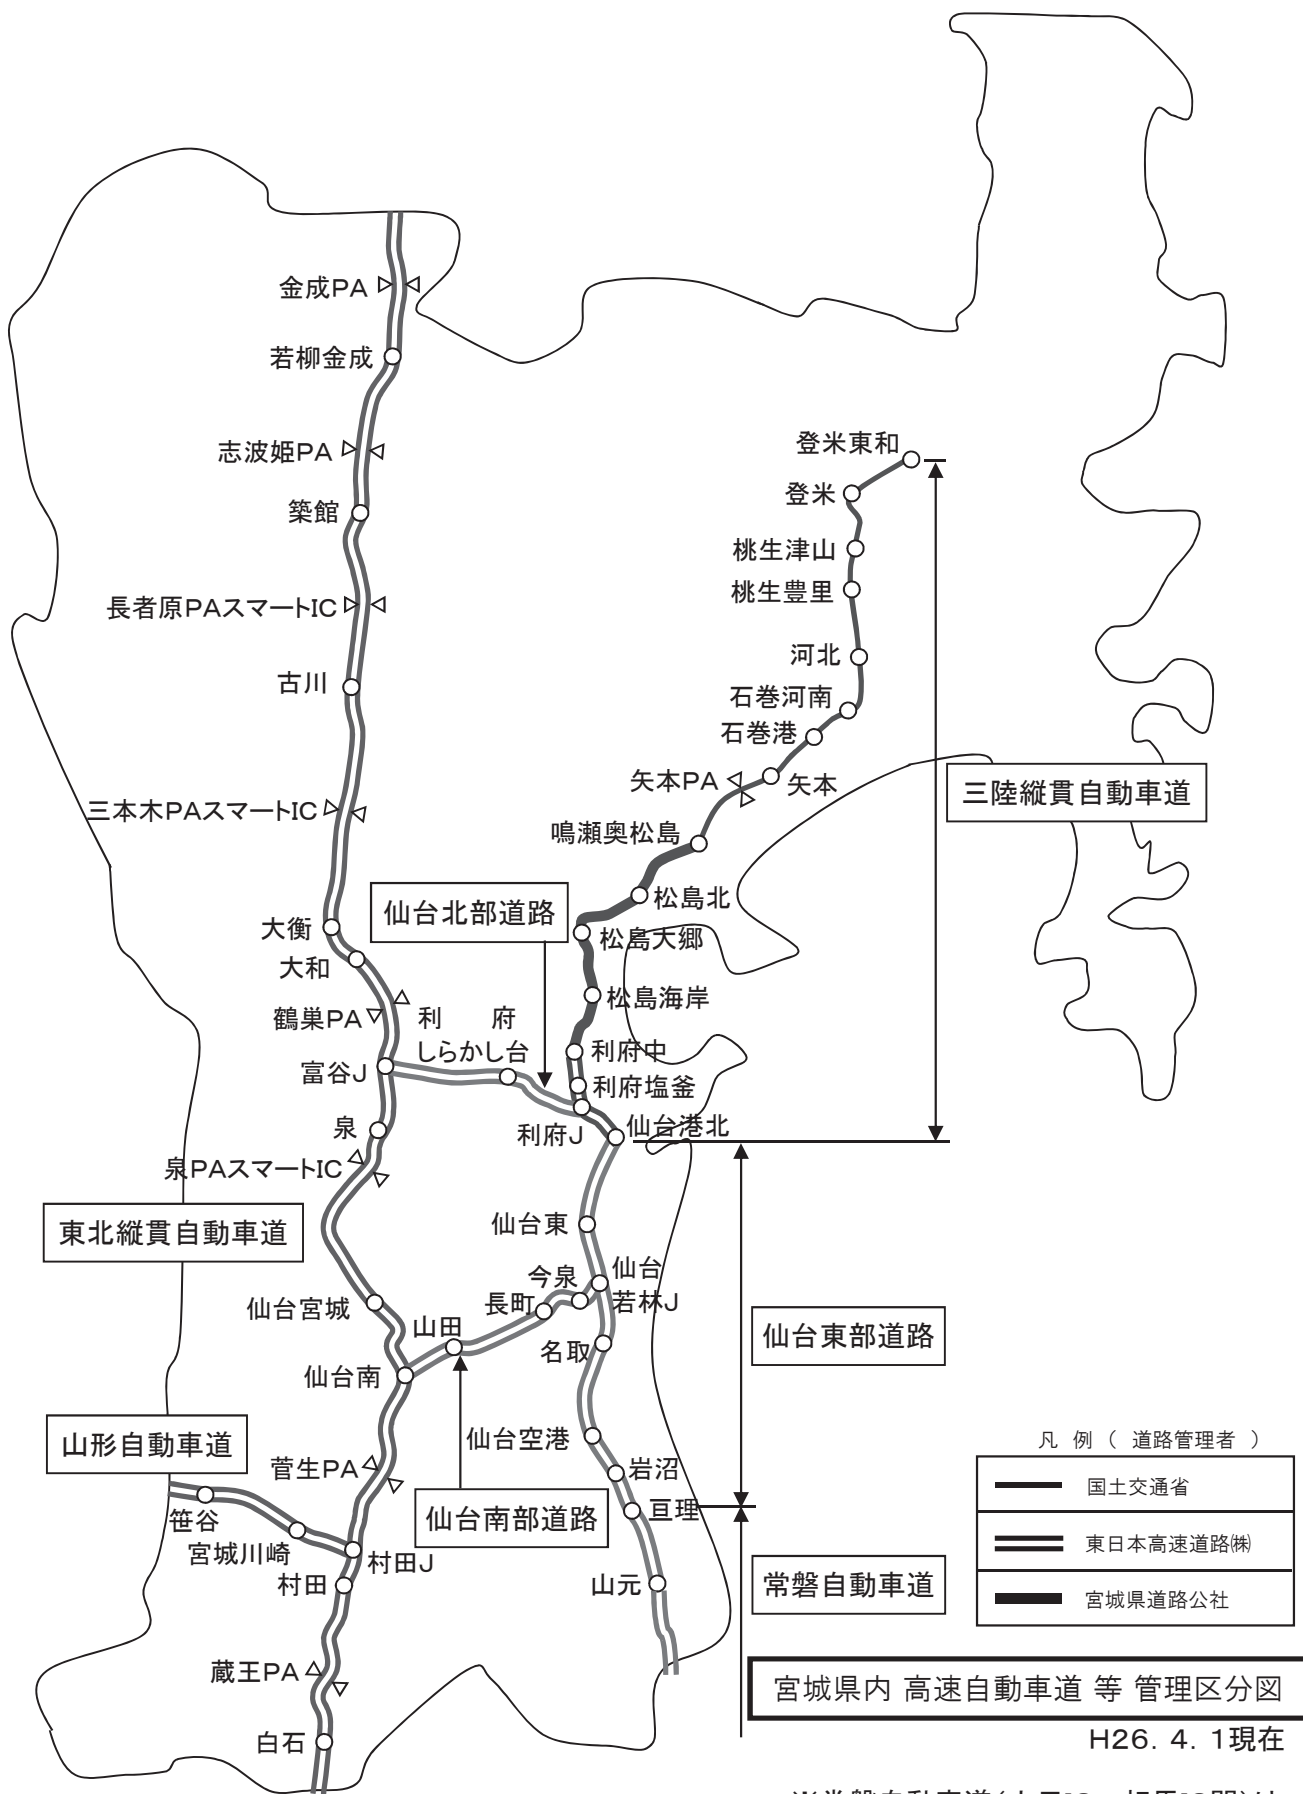 金成PA
若柳金成
志波姫PA
築館
長者原PAスマートIC
古川
三本木PAスマートIC
大衡
大和
鶴巣PA
富谷J
泉
泉PAスマートIC
東北縦貫自動車道
仙台宮城
仙台南
山形自動車道
菅生PA
笹谷
宮城川崎
村田J
村田
蔵王PA
白石
登米東和
登米
桃生津山
桃生豊里
河北
石巻河南
石巻港
矢本PA
矢本
三陸縦貫自動車道
鳴瀬奥松島
松島北
仙台北部道路
松島大郷
松島海岸
利 府
しらかし台
利府中
利府塩釜
利府J
仙台港北
仙台東
今泉
仙台
若林J
長町
山田
名取
仙台東部道路
仙台空港
仙台南部道路
岩沼
亘理
山元
常磐自動車道
凡 例 ( 道路管理者 )
国土交通省
東日本高速道路㈱
宮城県道路公社
宮城県内 高速自動車道 等 管理区分図
H26. 4. 1現在